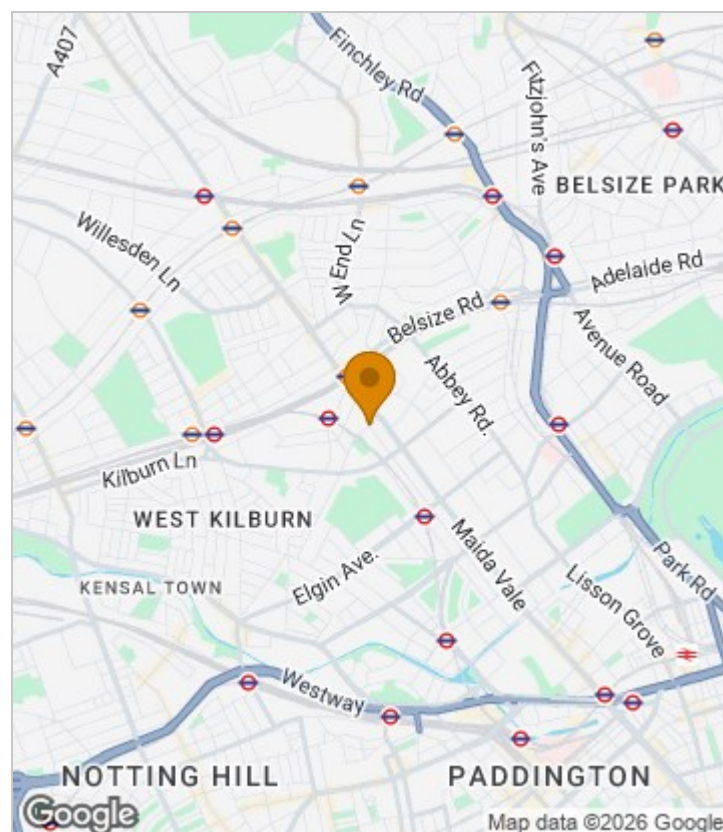 A407
Finchley Rd
Fitzjohn's Ave
BELSIZE PARK
Willesden Ln
W End Ln
Adelaide Rd
Belsize Rd
Avenue Road
Abbey Rd.
Kilburn Ln
WEST KILBURN
Maida Vale
Elgin Ave.
Park Rd
KENSAL TOWN
Lisson Grove
Westway
NOTTING HILL
PADDINGTON
Google
Map data ©2026 Google